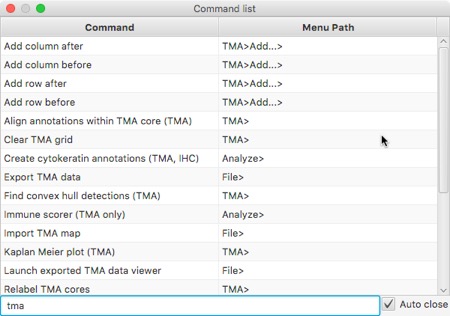 Command list
Command Menu Path
Add column after TMA>Add...>
Add column before TMA>Add...>
Add row after TMA>Add...>
Add row before TMA>Add...>
Align annotations within TMA core (TMA) TMA>
Clear TMA grid TMA>
Create cytokeratin annotations (TMA, IHC) Analyze>
Export TMA data File>
Find convex hull detections (TMA) TMA>
Immune scorer (TMA only) Analyze>
Import TMA map File>
Kaplan Meier plot (TMA) TMA>
Launch exported TMA data viewer File>
Relabel TMA cores TMA>
tma Auto close